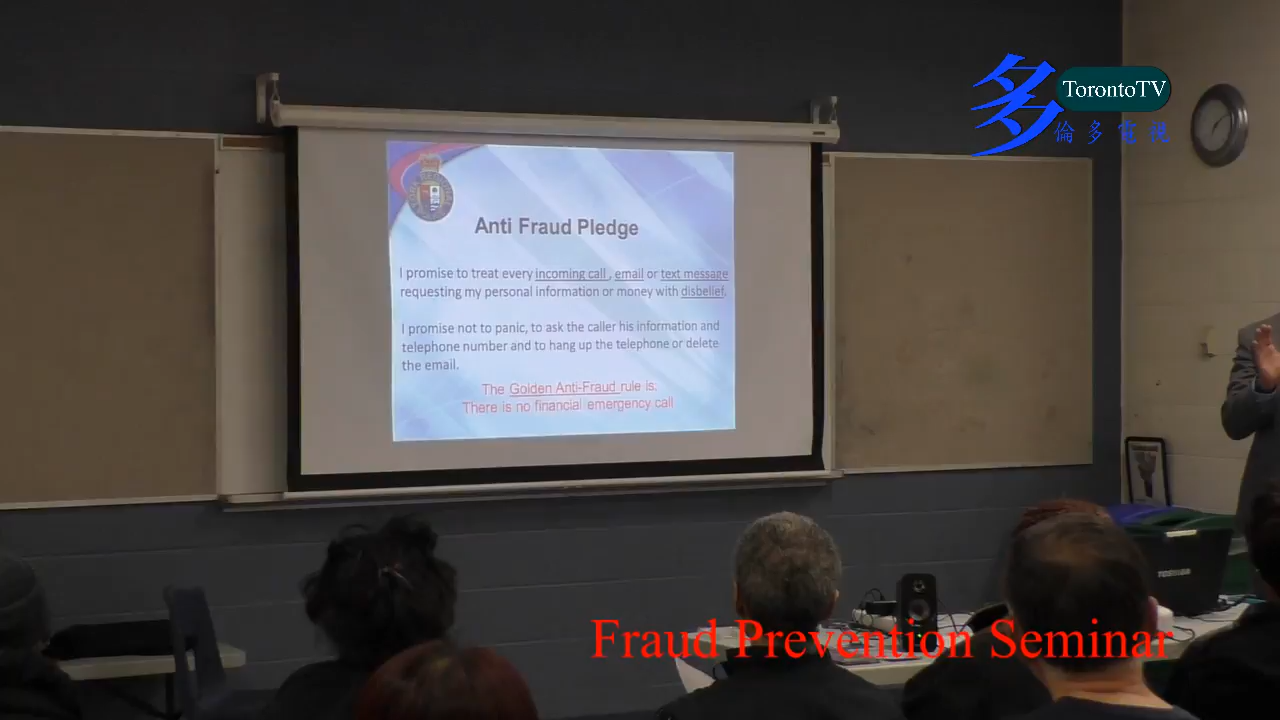 多
TorontoTV
倫多電視
Anti Fraud Pledge
I promise to treat every incoming call , email or text message
requesting my personal information or money with disbelief.
I promise not to panic, to ask the caller his information and
telephone number and to hang up the telephone or delete
the email.
The Golden Anti-Fraud rule is:
There is no financial emergency call
TOSHIBA
Fraud Prevention Seminar